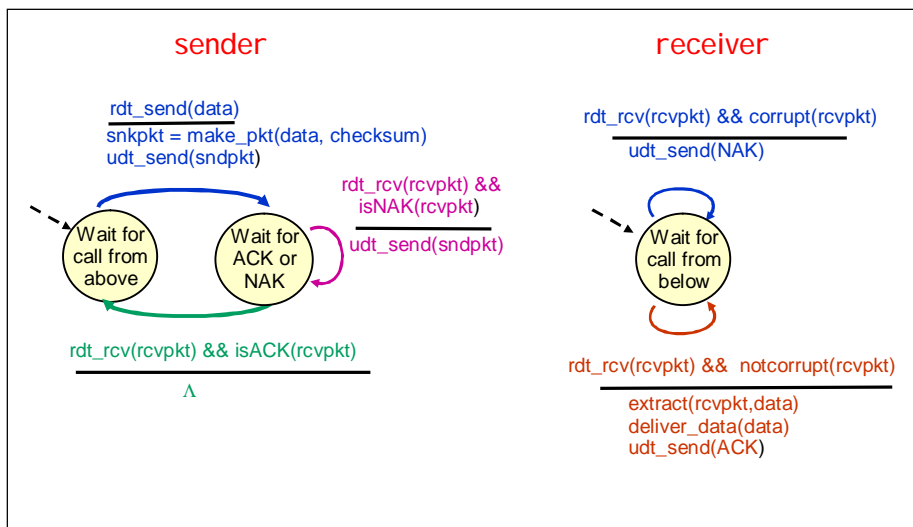 sender
receiver
rdt_send(data)
snkpkt = make_pkt(data, checksum)
udt_send(sndpkt)
rdt_rcv(rcvpkt) && corrupt(rcvpkt)
udt_send(NAK)
rdt_rcv(rcvpkt) &&
isNAK(rcvpkt)
udt_send(sndpkt)
Wait for
call from
above
Wait for
ACK or
NAK
Wait for
call from
below
rdt_rcv(rcvpkt) && isACK(rcvpkt)
Λ
rdt_rcv(rcvpkt) && notcorrupt(rcvpkt)
extract(rcvpkt,data)
deliver_data(data)
udt_send(ACK)